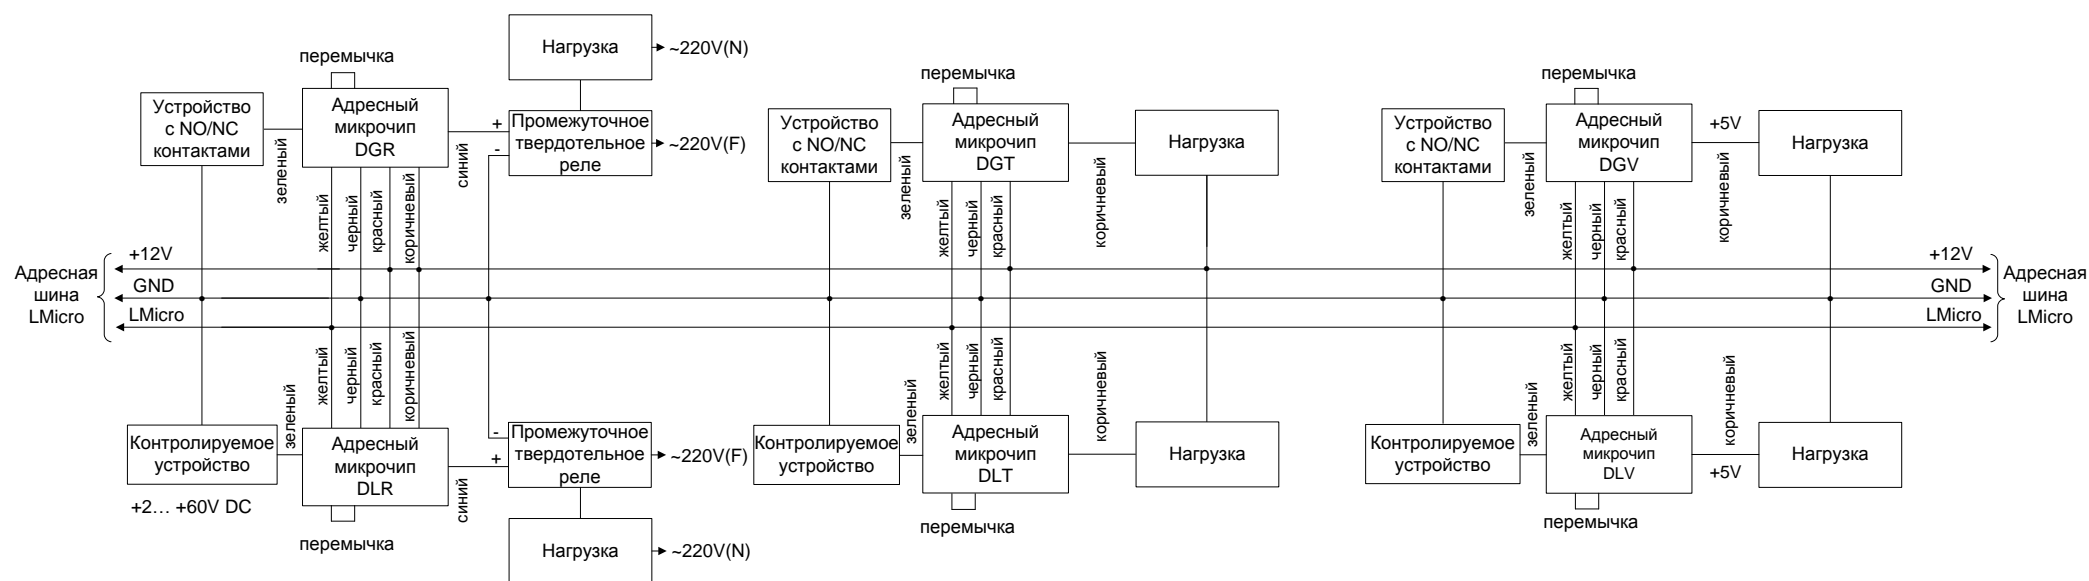 перемычка
Нагрузка
~220V(N)
Устройство
с NO/NC
контактами
зеленый
Адресный
микрочип
DGR
синий
+
-
Промежуточное
твердотельное
реле
~220V(F)
желтый
черный
красный
коричневый
перемычка
Устройство
с NO/NC
контактами
зеленый
Адресный
микрочип
DGT
коричневый
Нагрузка
желтый
черный
красный
перемычка
Устройство
с NO/NC
контактами
зеленый
Адресный
микрочип
DGV
+5V
коричневый
Нагрузка
желтый
черный
красный
Адресная
шина
LMicro
+12V
GND
LMicro
+12V
GND
LMicro
Адресная
шина
LMicro
желтый
черный
красный
коричневый
Контролируемое
устройство
+2... +60V DC
зеленый
Адресный
микрочип
DLR
перемычка
синий
-
+
Промежуточное
твердотельное
реле
~220V(F)
Нагрузка
~220V(N)
желтый
черный
красный
Контролируемое
устройство
зеленый
Адресный
микрочип
DLT
перемычка
коричневый
Нагрузка
желтый
черный
красный
Контролируемое
устройство
зеленый
Адресный
микрочип
DLV
перемычка
коричневый
+5V
Нагрузка